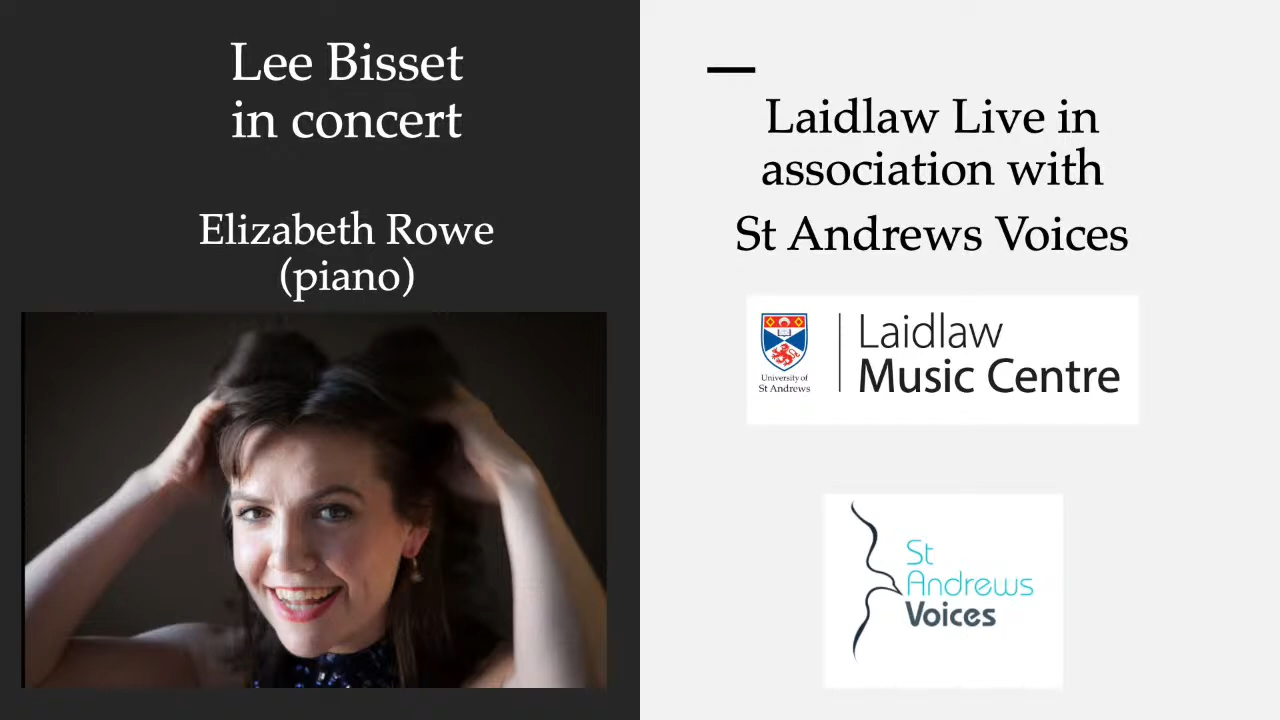 Lee Bisset
in concert
Elizabeth Rowe
(piano)
Laidlaw Live in
association with
St Andrews Voices
University of
St Andrews
Laidlaw
Music Centre
St
Andrews
Voices